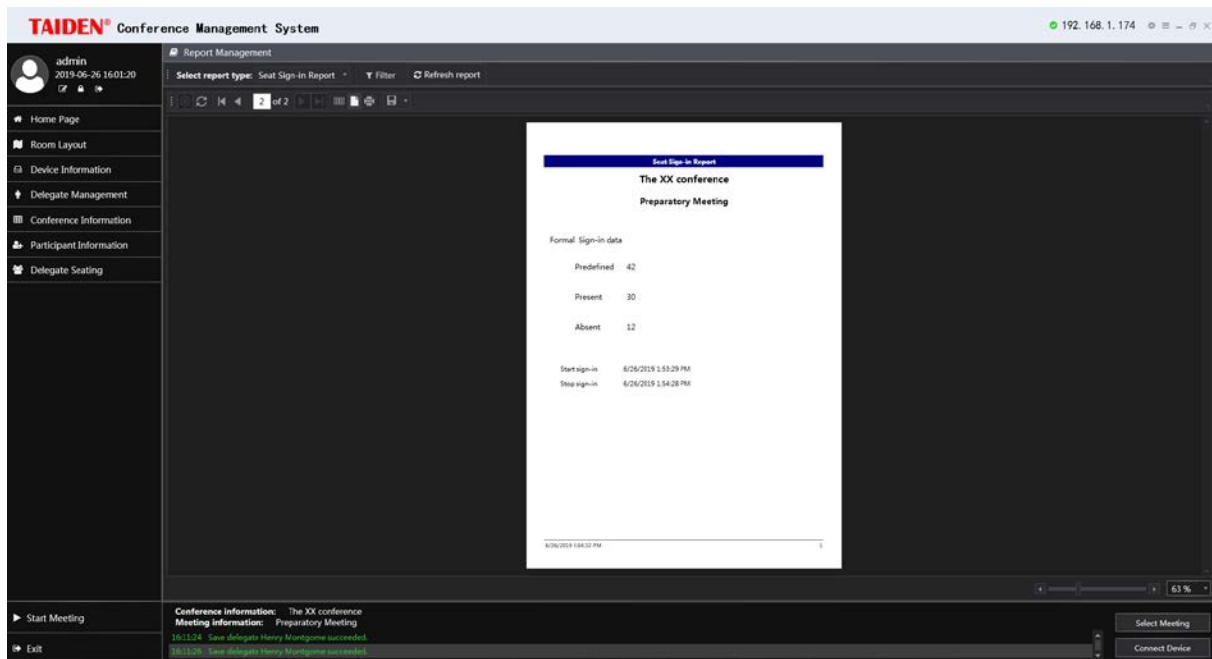 TAIDEN® Conference Management System
192.168.1.174
admin
2019-06-26 16:01:20
Report Management
Select report type: Seat Sign-in Report
Filter
Refresh report
2 of 2
Home Page
Room Layout
Device Information
Delegate Management
Conference Information
Participant Information
Delegate Seating
Seat Sign-in Report
The XX conference
Preparatory Meeting
Formal Sign-in data
Predefined 42
Present 30
Absent 12
Start sign-in 6/26/2019 1:53:29 PM
Stop sign-in 6/26/2019 1:54:28 PM
6/26/2019 PM
63 %
Start Meeting
Exit
Conference information: The XX conference
Meeting information: Preparatory Meeting
16:11:24 Save delegate Henry Montgome succeeded.
16:11:26 Save delegate Henry Montgome succeeded.
Select Meeting
Connect Device